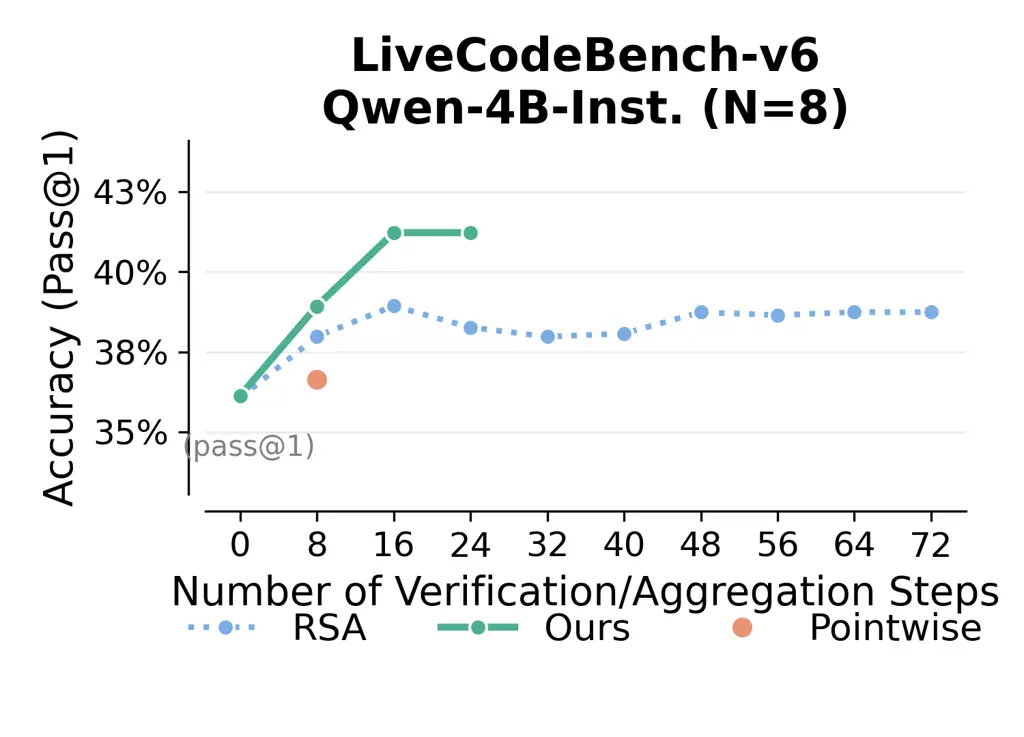 LiveCodeBench-v6
Qwen-4B-Inst. (N=8)
Accuracy (Pass@1)
43%
40%
38%
35%
(pass@1)
0 8 16 24 32 40 48 56 64 72
Number of Verification/Aggregation Steps
RSA Ours Pointwise